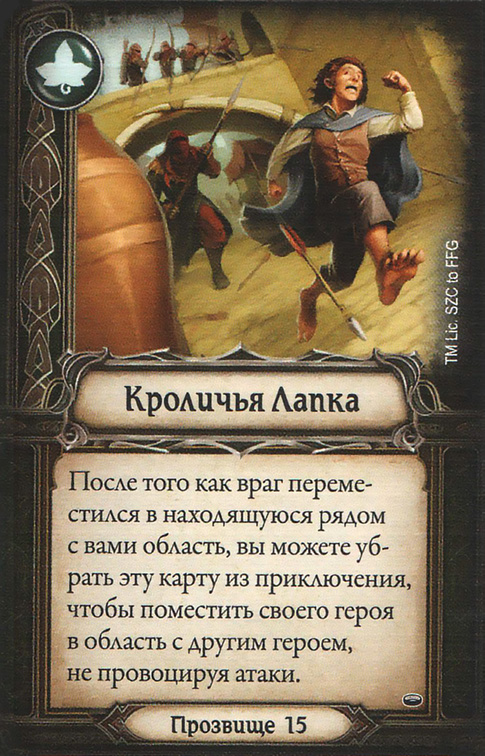 TM Lic. SZC to FFG
Кроличья Лапка
После того как враг переме-
стился в находящуюся рядом
с вами область, вы можете уб-
рать эту карту из приключения,
чтобы поместить своего героя
в область с другим героем,
не провоцируя атаки.
Прозвище 15